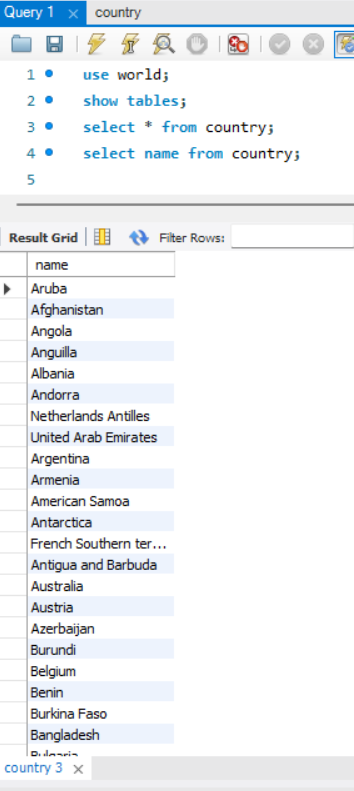 Query 1 × country
1 use world;
2 show tables;
3 select * from country;
4 select name from country;
5
Result Grid Filter Rows:
name
Aruba
Afghanistan
Angola
Anguilla
Albania
Andorra
Netherlands Antilles
United Arab Emirates
Argentina
Armenia
American Samoa
Antarctica
French Southern ter...
Antigua and Barbuda
Australia
Austria
Azerbaijan
Burundi
Belgium
Benin
Burkina Faso
Bangladesh
Bulgaria
country 3 ×